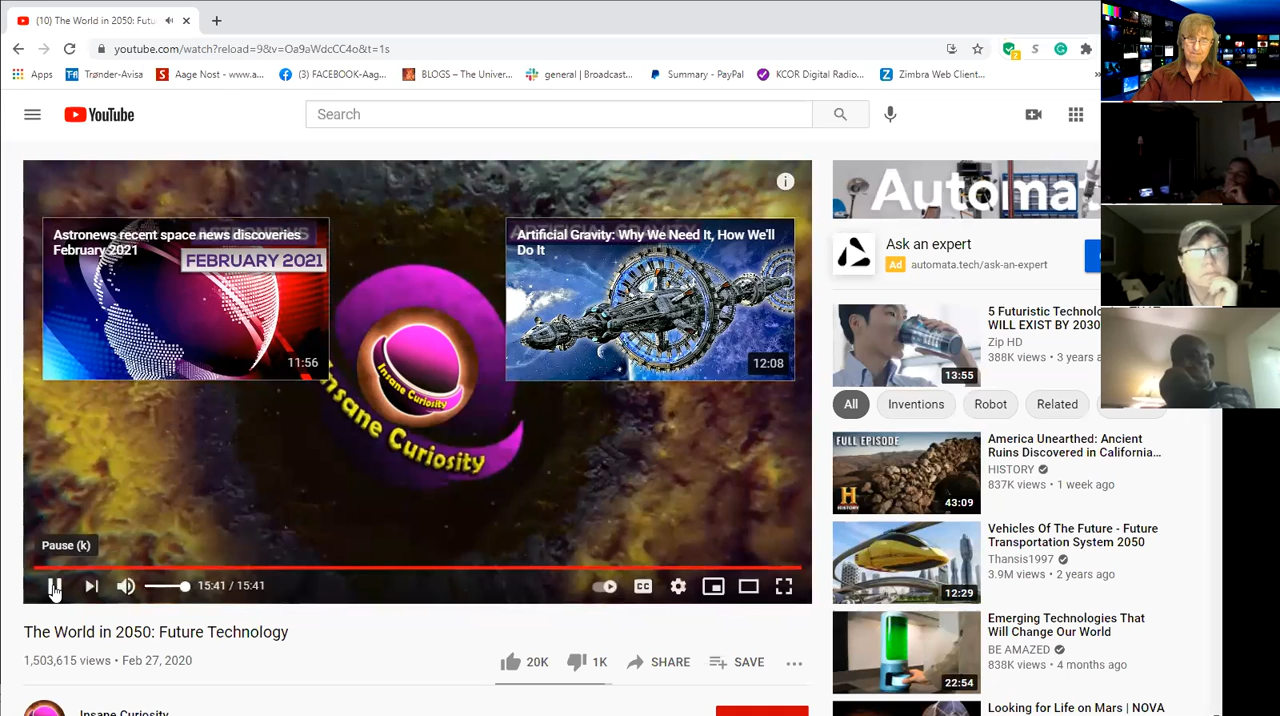 (10) The World in 2050: Futu
youtube.com/watch?reload=9&v=Oa9aWdcCC4o&t=1s
2
Apps
Trønder-Avisa
Aage Nost - www.a...
(3) FACEBOOK-Aag...
BLOGS – The Univer...
general | Broadcast...
Summary - PayPal
KCOR Digital Radio...
Zimbra Web Client...
»
YouTube
Search
Astronews recent space news discoveries
February 2021
FEBRUARY 2021
11:56
Artificial Gravity: Why We Need It, How We'll
Do It
12:08
Insane Curiosity
nsane Curiosity
Pause (k)
15:41 / 15:41
CC
The World in 2050: Future Technology
1,503,615 views • Feb 27, 2020
20K
1K
SHARE
SAVE
Insane Curiosity
Automa
Ask an expert
Ad automata.tech/ask-an-expert
5 Futuristic Technolo
WILL EXIST BY 2030
Zip HD
388K views • 3 years a
13:55
All
Inventions
Robot
Related
FULL EPISODE
H
HISTORY
43:09
America Unearthed: Ancient
Ruins Discovered in California...
HISTORY
837K views • 1 week ago
Vehicles Of The Future - Future
Transportation System 2050
Thansis1997
3.9M views • 2 years ago
12:29
Emerging Technologies That
Will Change Our World
BE AMAZED
838K views • 4 months ago
22:54
Looking for Life on Mars | NOVA